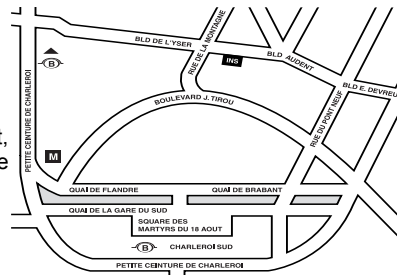 BLD DE L'YSER
RUE DE LA MONTAGNE
BLD AUDENT
INS
BLD E. DEVREU
PETITE CEINTURE DE CHARLEROI
B
BOULEVARD J. TIROU
RUE DU PONT NEUF
t,
e
M
QUAI DE FLANDRE
QUAI DE BRABANT
QUAI DE LA GARE DU SUD
SQUARE DES
MARTYRS DU 18 AOUT
B CHARLEROI SUD
PETITE CEINTURE DE CHARLEROI